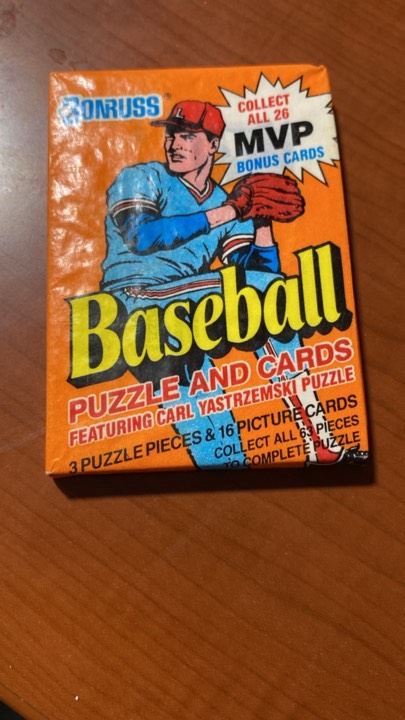 DONRUSS
COLLECT
ALL 26
MVP
BONUS CARDS
Baseball
PUZZLE AND CARDS
FEATURING CARL YASTRZEMSKI PUZZLE
3 PUZZLE PIECES & 16 PICTURE CARDS
COLLECT ALL 63 PIECES
TO COMPLETE PUZZLE